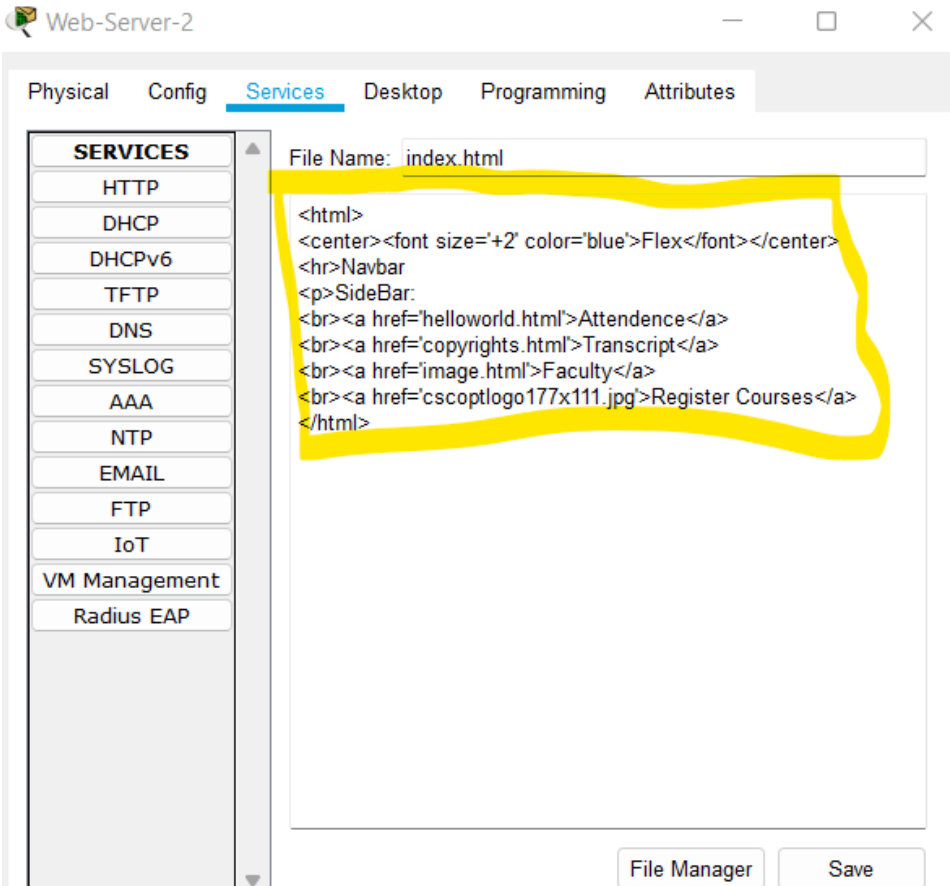 Web-Server-2
Physical Config Services Desktop Programming Attributes
SERVICES
HTTP
DHCP
DHCPv6
TFTP
DNS
SYSLOG
AAA
NTP
EMAIL
FTP
IoT
VM Management
Radius EAP
File Name: index.html
<html>
<center><font size='+2' color='blue'>Flex</font></center>
<hr>Navbar
<p>SideBar:
<br><a href='helloworld.html'>Attendence</a>
<br><a href='copyrights.html'>Transcript</a>
<br><a href='image.html'>Faculty</a>
<br><a href='cscoptlogo177x111.jpg'>Register Courses</a>
</html>
File Manager Save